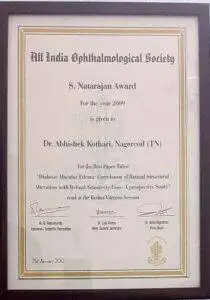 All India Ophthalmological Society
S. Natarajan Award
For the year 2009
is given to
Dr. Abhishek Kothari, Nagercoil (TN)
For the Best Paper Titled
"Diabetic Macular Edema: Correlation of Retinal Structural
Alteration with Retinal Sensitivity Loss- A prospective Study"
read at the Retina/Vitreous Session
President